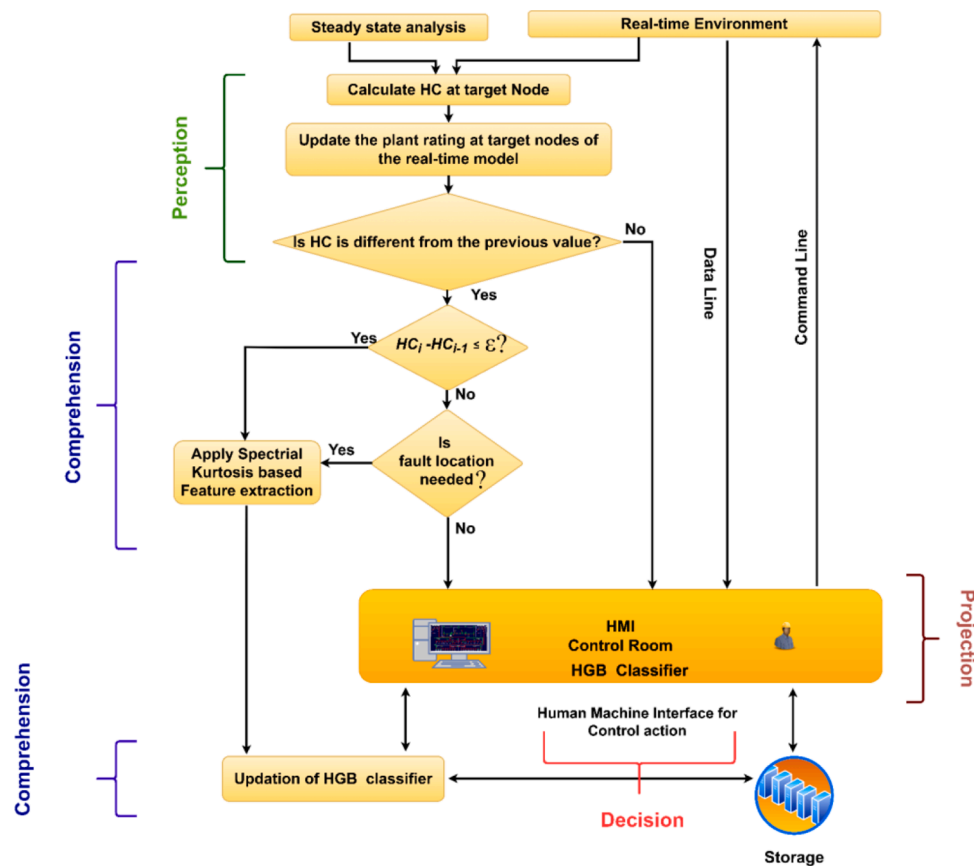 Steady state analysis
Real-time Environment
Calculate HC at target Node
Update the plant rating at target nodes of
the real-time model
Perception
Is HC is different from the previous value?
No
Yes
Data Line
Command Line
Comprehension
HCi -HCi-1 ≤ ε?
Yes
No
Is
fault location
needed?
Yes
No
Apply Spectrial
Kurtosis based
Feature extraction
HMI
Control Room
HGB Classifier
Projection
Human Machine Interface for
Control action
Comprehension
Updation of HGB classifier
Decision
Storage